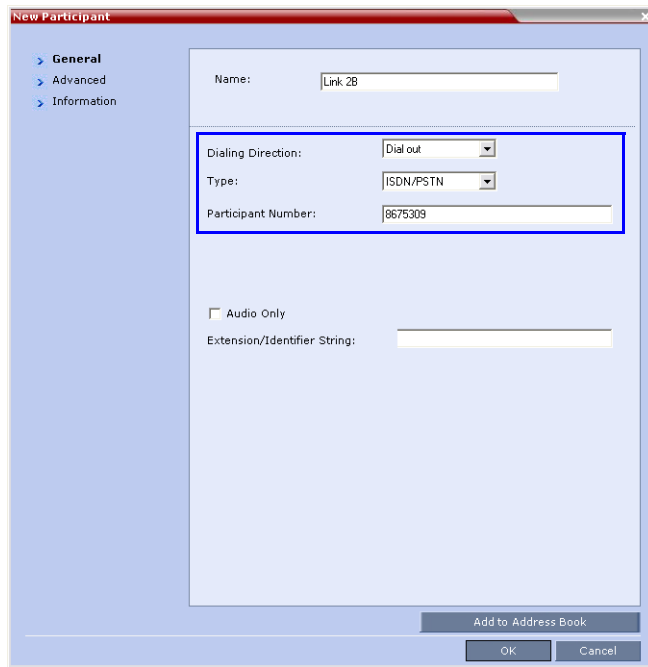 New Participant
General
Advanced
Information
Name: Link 2B
Dialing Direction: Dial out
Type: ISDN/PSTN
Participant Number: 8675309
Audio Only
Extension/Identifier String:
Add to Address Book
OK Cancel